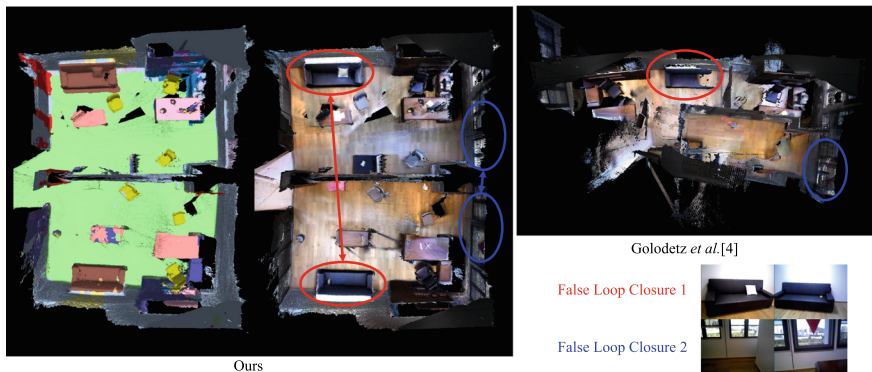 Golodetz et al.[4]
False Loop Closure 1
False Loop Closure 2
Ours